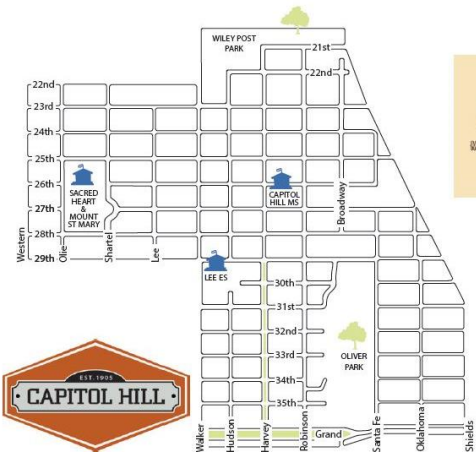 WILEY POST
PARK
21st
22nd
22nd
23rd
24th
25th
26th
27th
28th
29th
SACRED
HEART
&
MOUNT
ST MARY
CAPITOL
HILL MS
Broadway
Western
Olie
Shartel
Lee
LEE ES
30th
31st
32nd
33rd
34th
35th
OLIVER
PARK
EST. 1905
CAPITOL HILL
Walker
Hudson
Harvey
Robinson
Grand
Santa Fe
Oklahoma
Shields